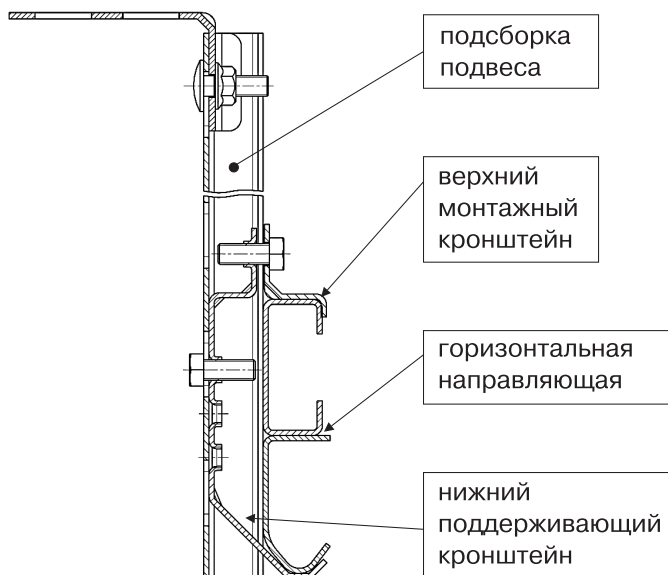 подсборка
подвеса
верхний
монтажный
кронштейн
горизонтальная
направляющая
нижний
поддерживающий
кронштейн